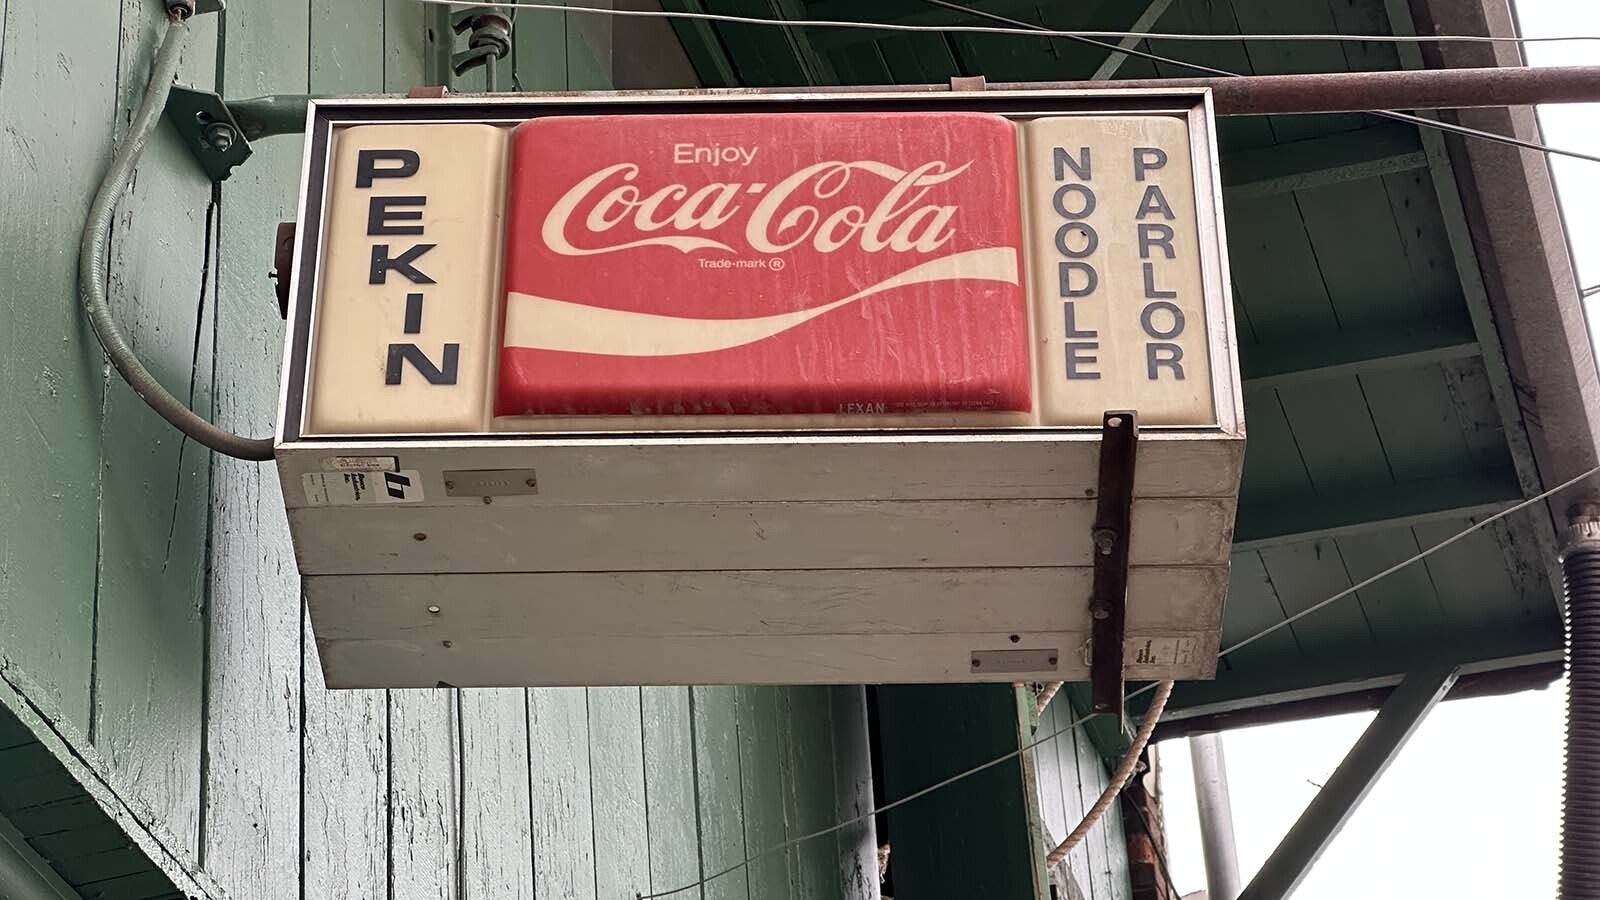 PEKIN
Enjoy
Coca-Cola
Trade-mark ®
NOODLE
PARLOR
LEXAN